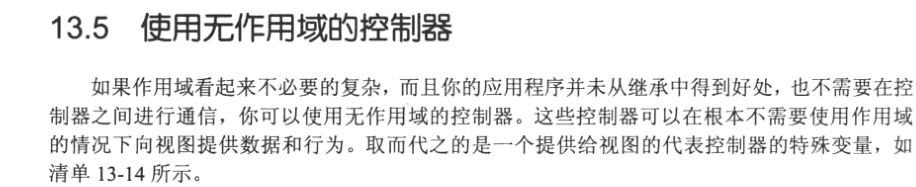 13.5 使用无作用域的控制器
如果作用域看起来不必要的复杂，而且你的应用程序并未从继承中得到好处，也不需要在控
制器之间进行通信，你可以使用无作用域的控制器。这些控制器可以在根本不需要使用作用域
的情况下向视图提供数据和行为。取而代之的是一个提供给视图的代表控制器的特殊变量，如
清单 13-14 所示。